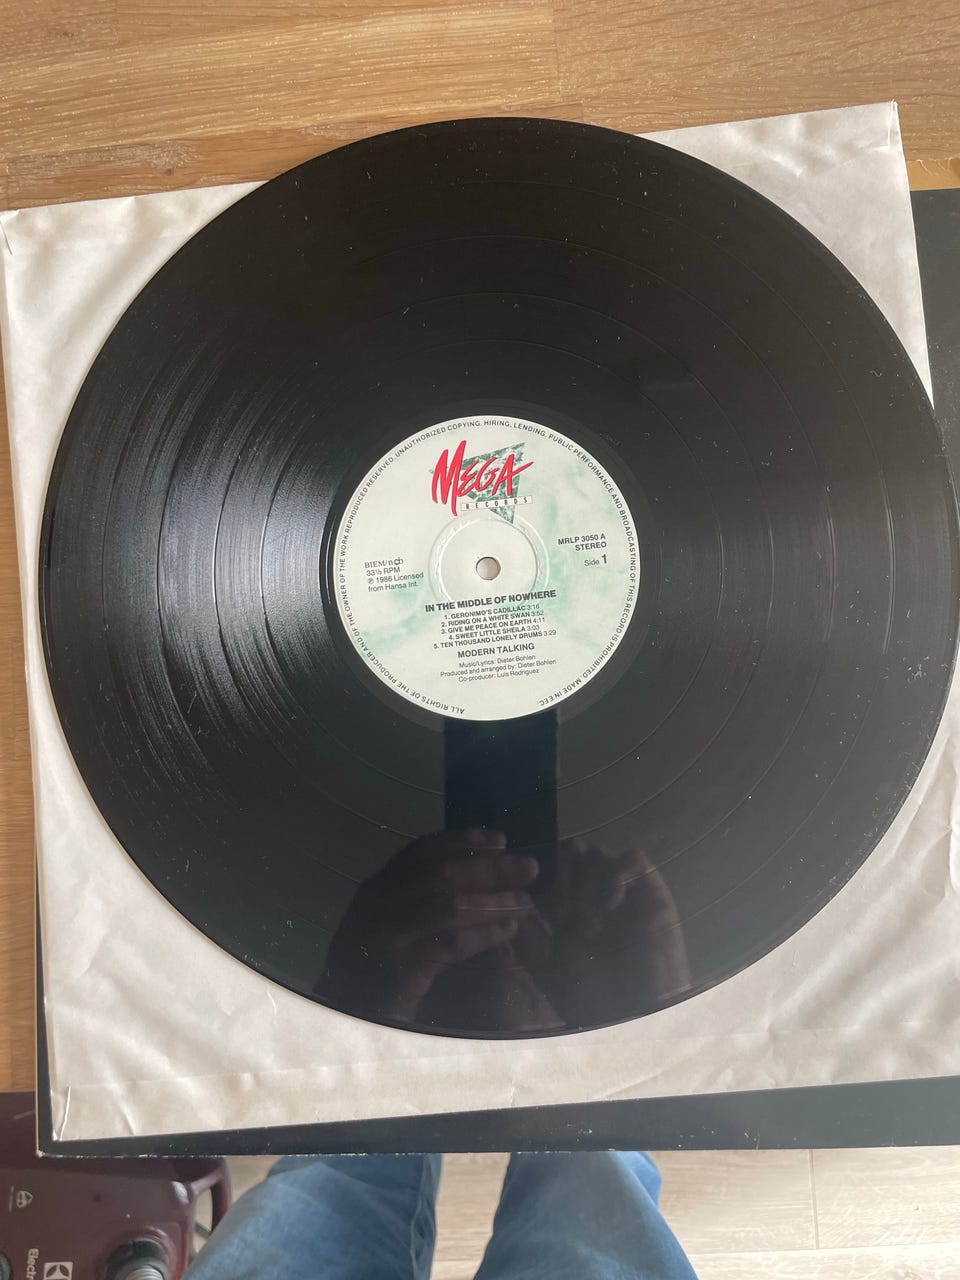 ALL RIGHTS OF THE PRODUCER AND OF THE OWNER OF THE WORK REPRODUCED RESERVED. UNAUTHORIZED COPYING. HIRING, LENDING, PUBLIC PERFORMANCE AND BROADCASTING OF THIS RECORD IS PROHIBITED. MADE IN EEC.
MEGA
RECORDS
BIEM/ncb
33⅓ RPM
℗ 1986 Licensed
from Hansa Int.
MRLP 3050 A
STEREO
Side 1
IN THE MIDDLE OF NOWHERE
1. GERONIMO'S CADILLAC 3:16
2. RIDING ON A WHITE SWAN 3:52
3. GIVE ME PEACE ON EARTH 4:11
4. SWEET LITTLE SHEILA 3:03
5. TEN THOUSAND LONELY DRUMS 3:29
MODERN TALKING
Music/Lyrics: Dieter Bohlen
Produced and arranged by: Dieter Bohlen
Co-producer: Luis Rodriguez